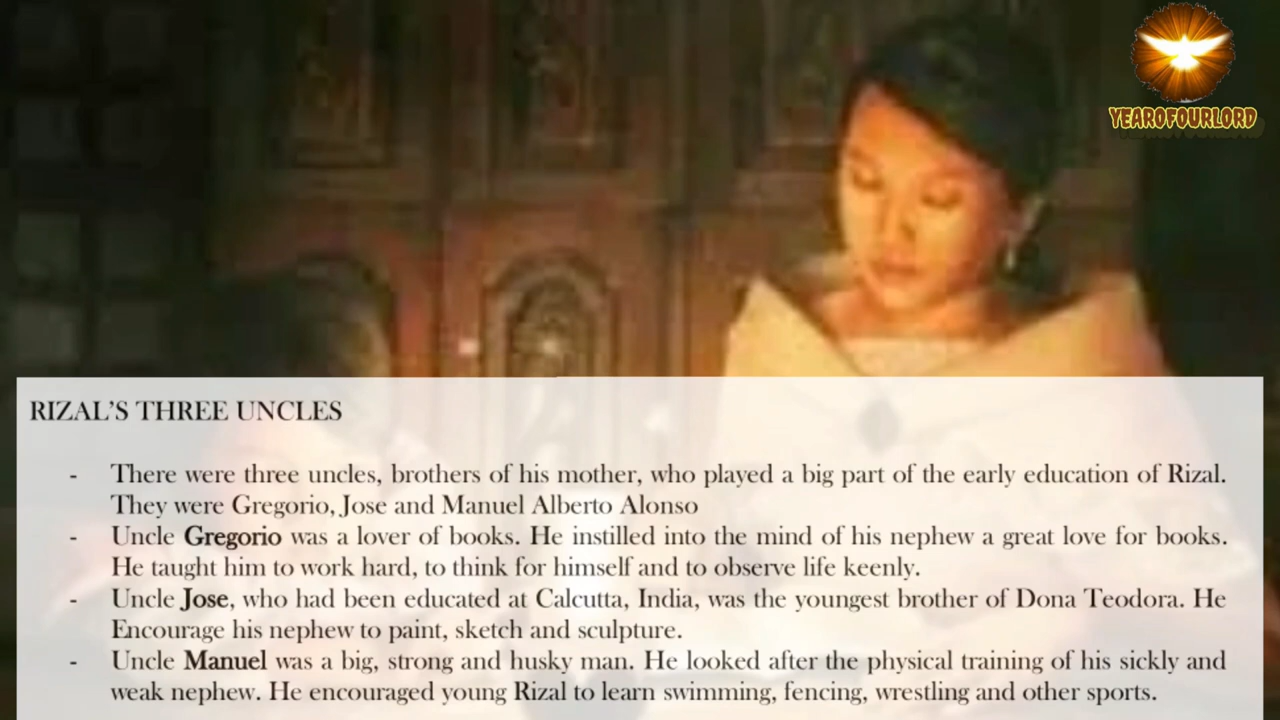 YEAROFOURLORD
RIZAL'S THREE UNCLES
- There were three uncles, brothers of his mother, who played a big part of the early education of Rizal.
They were Gregorio, Jose and Manuel Alberto Alonso
- Uncle Gregorio was a lover of books. He instilled into the mind of his nephew a great love for books.
He taught him to work hard, to think for himself and to observe life keenly.
- Uncle Jose, who had been educated at Calcutta, India, was the youngest brother of Dona Teodora. He
Encourage his nephew to paint, sketch and sculpture.
- Uncle Manuel was a big, strong and husky man. He looked after the physical training of his sickly and
weak nephew. He encouraged young Rizal to learn swimming, fencing, wrestling and other sports.